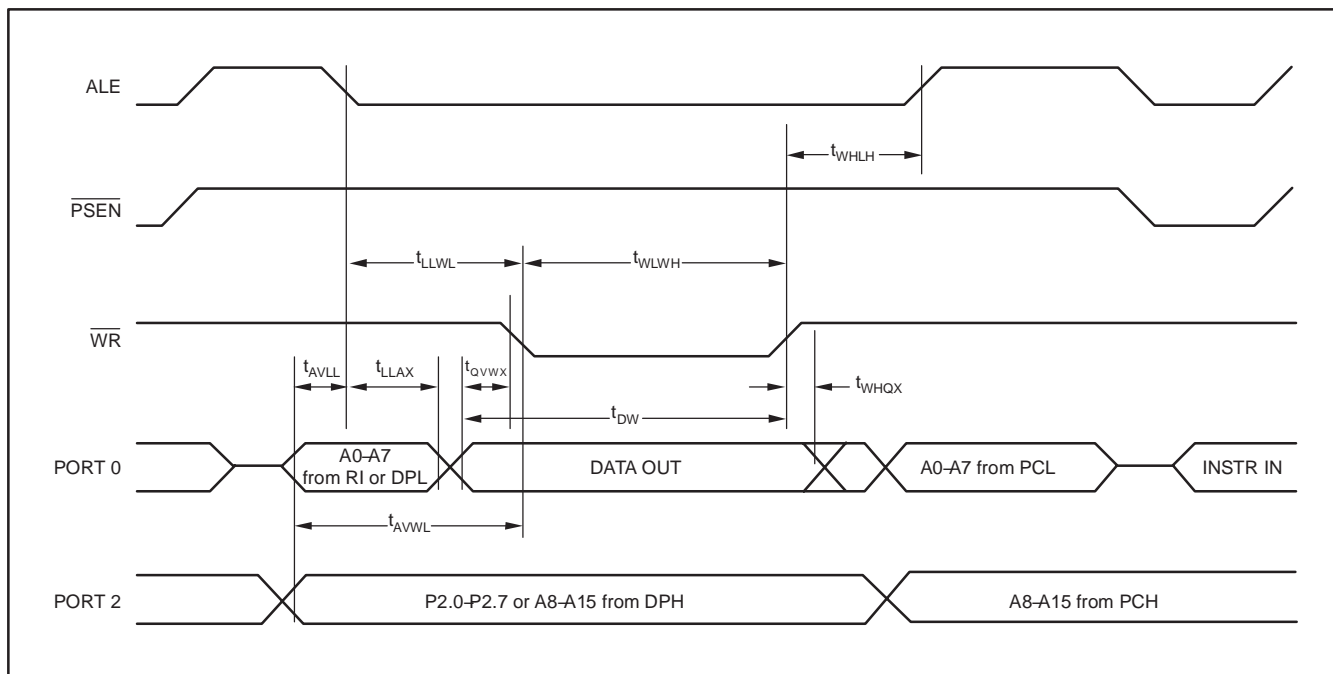 ALE
tWHLH
PSEN
tLLWL
tWLWH
WR
tAVLL
tLLAX
tQVWX
tWHQX
tDW
PORT 0
A0–A7
from RI or DPL
DATA OUT
A0–A7 from PCL
INSTR IN
tAVWL
PORT 2
P2.0–P2.7 or A8–A15 from DPH
A8–A15 from PCH